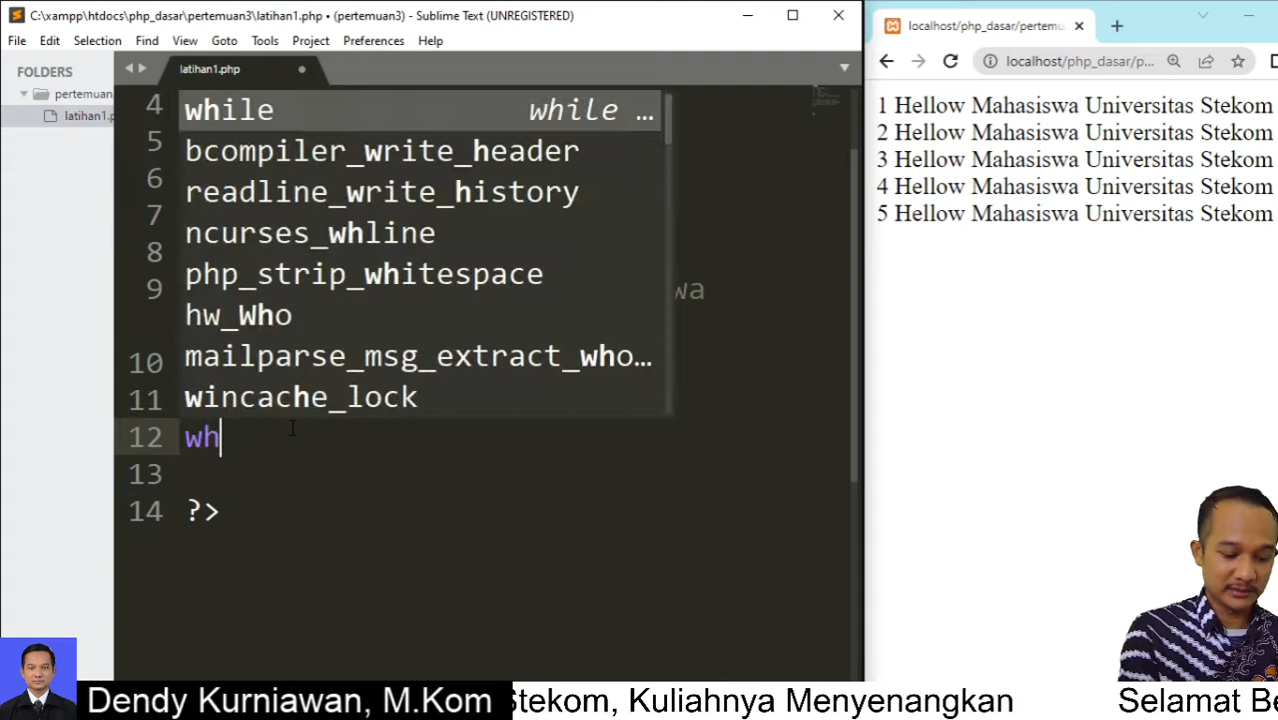 C:\xampp\htdocs\php_dasar\pertemuan3\latihan1.php • (pertemuan3) - Sublime Text (UNREGISTERED)
File Edit Selection Find View Goto Tools Project Preferences Help
FOLDERS
pertemuan
latihan1.p
latihan1.php
4
5
6
7
8
9 wa
10
11
12 wh
13
14 ?>
while while ...
bcompiler_write_header
readline_write_history
ncurses_whline
php_strip_whitespace
hw_Who
mailparse_msg_extract_who...
wincache_lock
localhost/php_dasar/pertemu
localhost/php_dasar/p...
1 Hellow Mahasiswa Universitas Stekom
2 Hellow Mahasiswa Universitas Stekom
3 Hellow Mahasiswa Universitas Stekom
4 Hellow Mahasiswa Universitas Stekom
5 Hellow Mahasiswa Universitas Stekom
Dendy Kurniawan, M.Kom
Stekom, Kuliahnya Menyenangkan Selamat Be